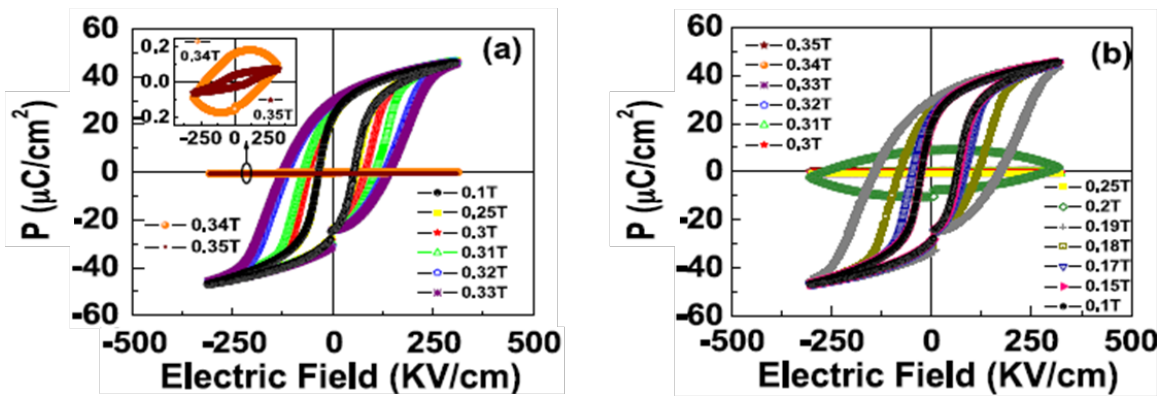 60
40
20
0
-20
-40
-60
P (μC/cm²)
(a)
0.2
0.0
0.2
0.34T
0.35T
-250 0 250
0.34T
0.35T
0.1T
0.25T
0.3T
0.31T
0.32T
0.33T
-500 -250 0 250 500
Electric Field (KV/cm)
60
40
20
0
-20
-40
-60
P (μC/cm²)
(b)
0.35T
0.34T
0.33T
0.32T
0.31T
0.3T
0.25T
0.2T
0.19T
0.18T
0.17T
0.15T
0.1T
-500 -250 0 250 500
Electric Field (KV/cm)